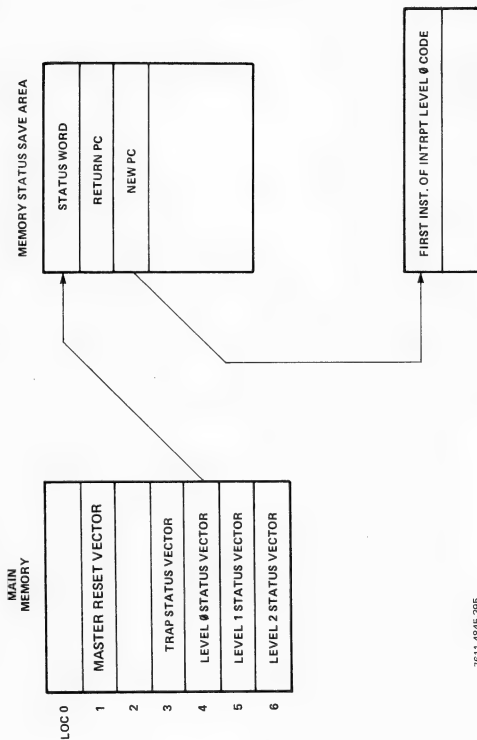 MAIN
MEMORY
LOC 0
1
MASTER RESET VECTOR
2
3
TRAP STATUS VECTOR
4
LEVEL Ø STATUS VECTOR
5
LEVEL 1 STATUS VECTOR
6
LEVEL 2 STATUS VECTOR
MEMORY STATUS SAVE AREA
STATUS WORD
RETURN PC
NEW PC
FIRST INST. OF INTRPT LEVEL Ø CODE